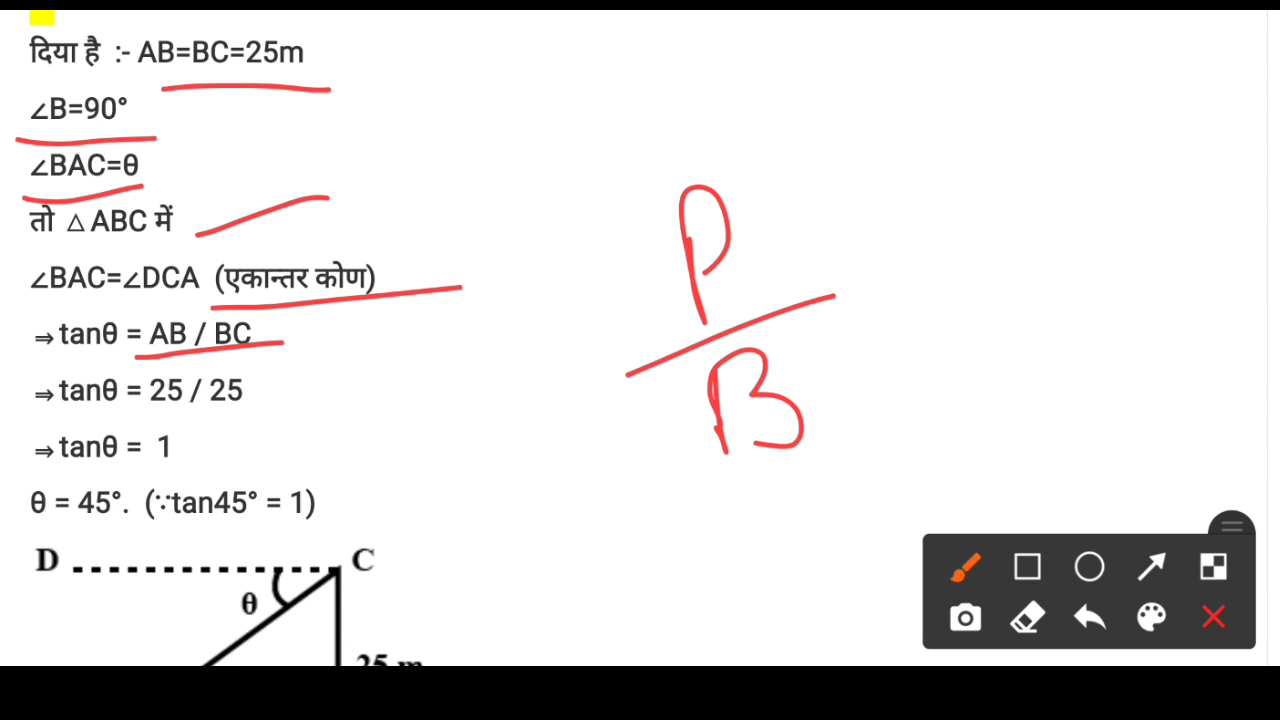 दिया है :- AB=BC=25m
∠B=90°
∠BAC=θ
तो △ABC में
∠BAC=∠DCA (एकान्तर कोण)
⇒tanθ = AB / BC
⇒tanθ = 25 / 25
⇒tanθ = 1
θ = 45°. (∵tan45° = 1)
P
B
D C
θ
25 m